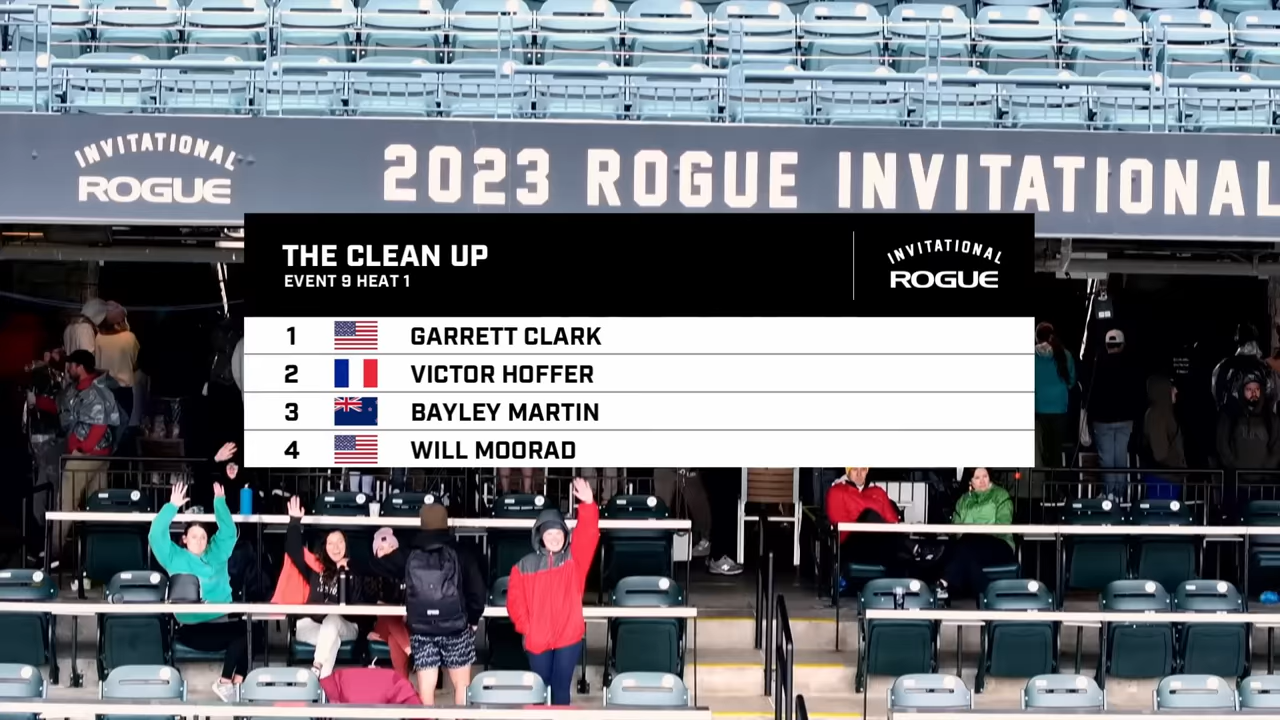 INVITATIONAL
ROGUE
2023 ROGUE INVITATIONAL
THE CLEAN UP
EVENT 9 HEAT 1
INVITATIONAL
ROGUE
1 GARRETT CLARK
2 VICTOR HOFFER
3 BAYLEY MARTIN
4 WILL MOORAD